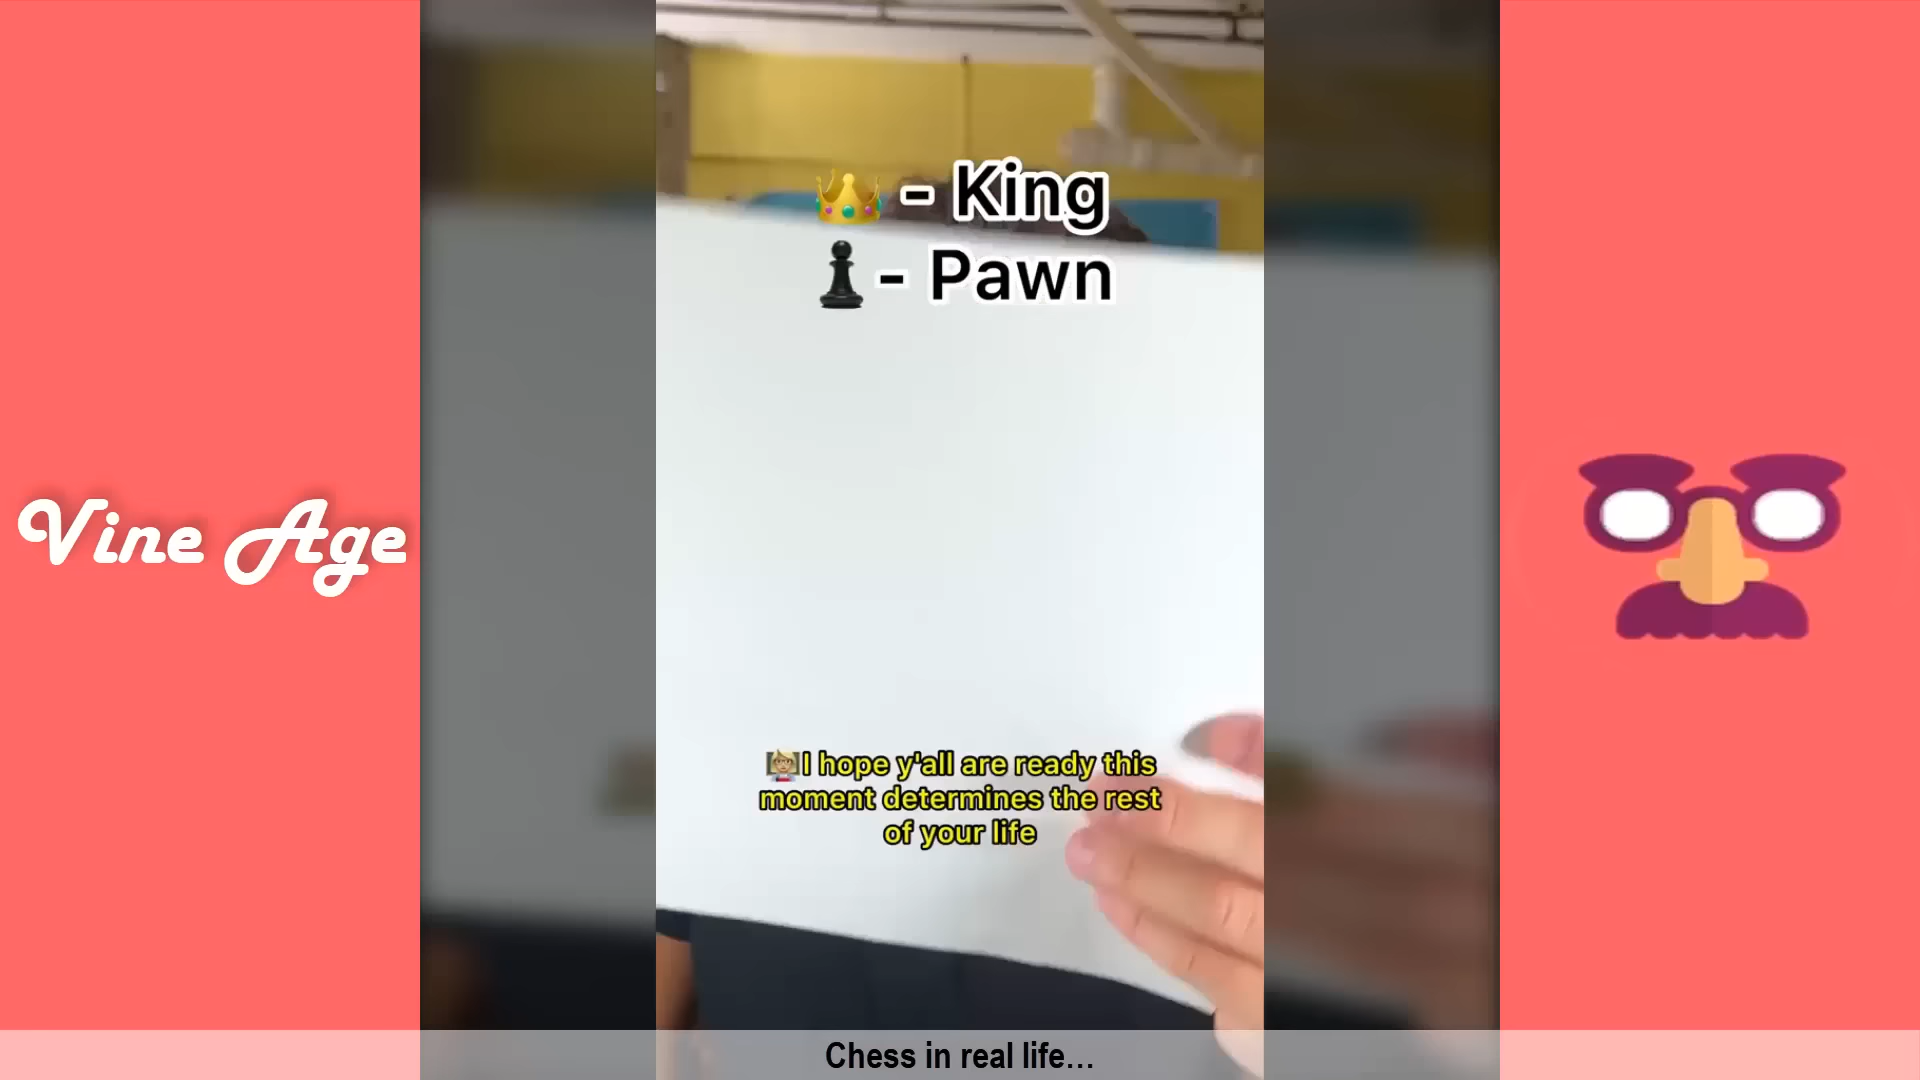 👑 - King
♟- Pawn
Vine Age
👩🏼‍🏫I hope y'all are ready this
moment determines the rest
of your life
Chess in real life...